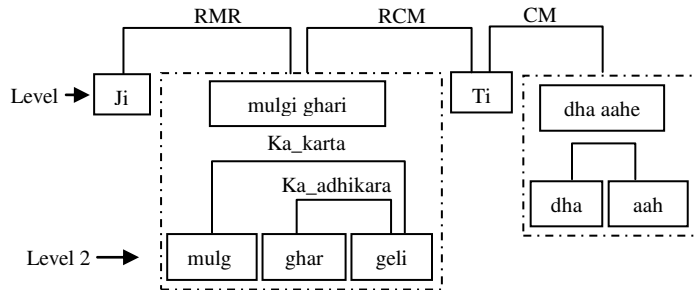 RMR RCM CM
Level Ji mulgi ghari Ti dha aahe
Ka_karta
Ka_adhikara
dha aah
Level 2 mulg ghar geli